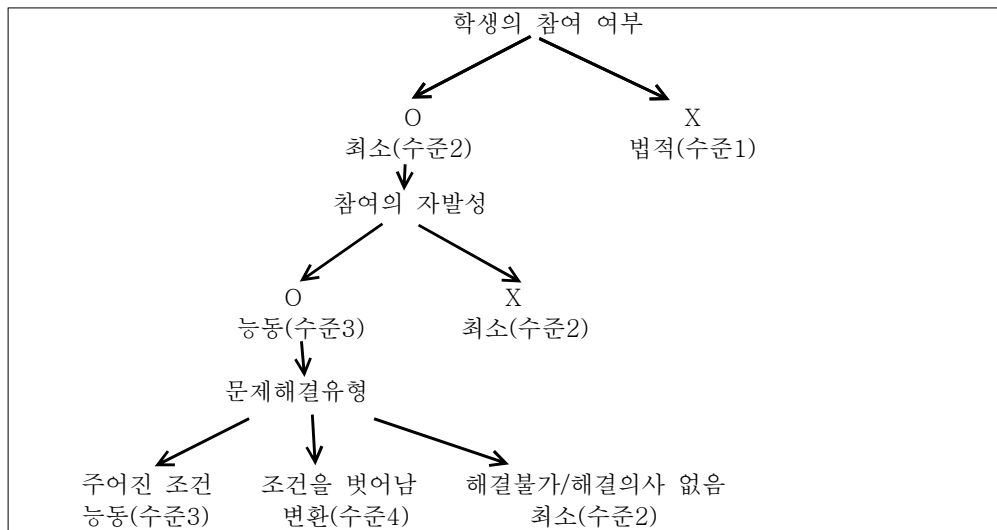 학생의 참여 여부
O
X
최소(수준2)
법적(수준1)
참여의 자발성
O
X
능동(수준3)
최소(수준2)
문제해결유형
주어진 조건
조건을 벗어남
해결불가/해결의사 없음
능동(수준3)
변환(수준4)
최소(수준2)